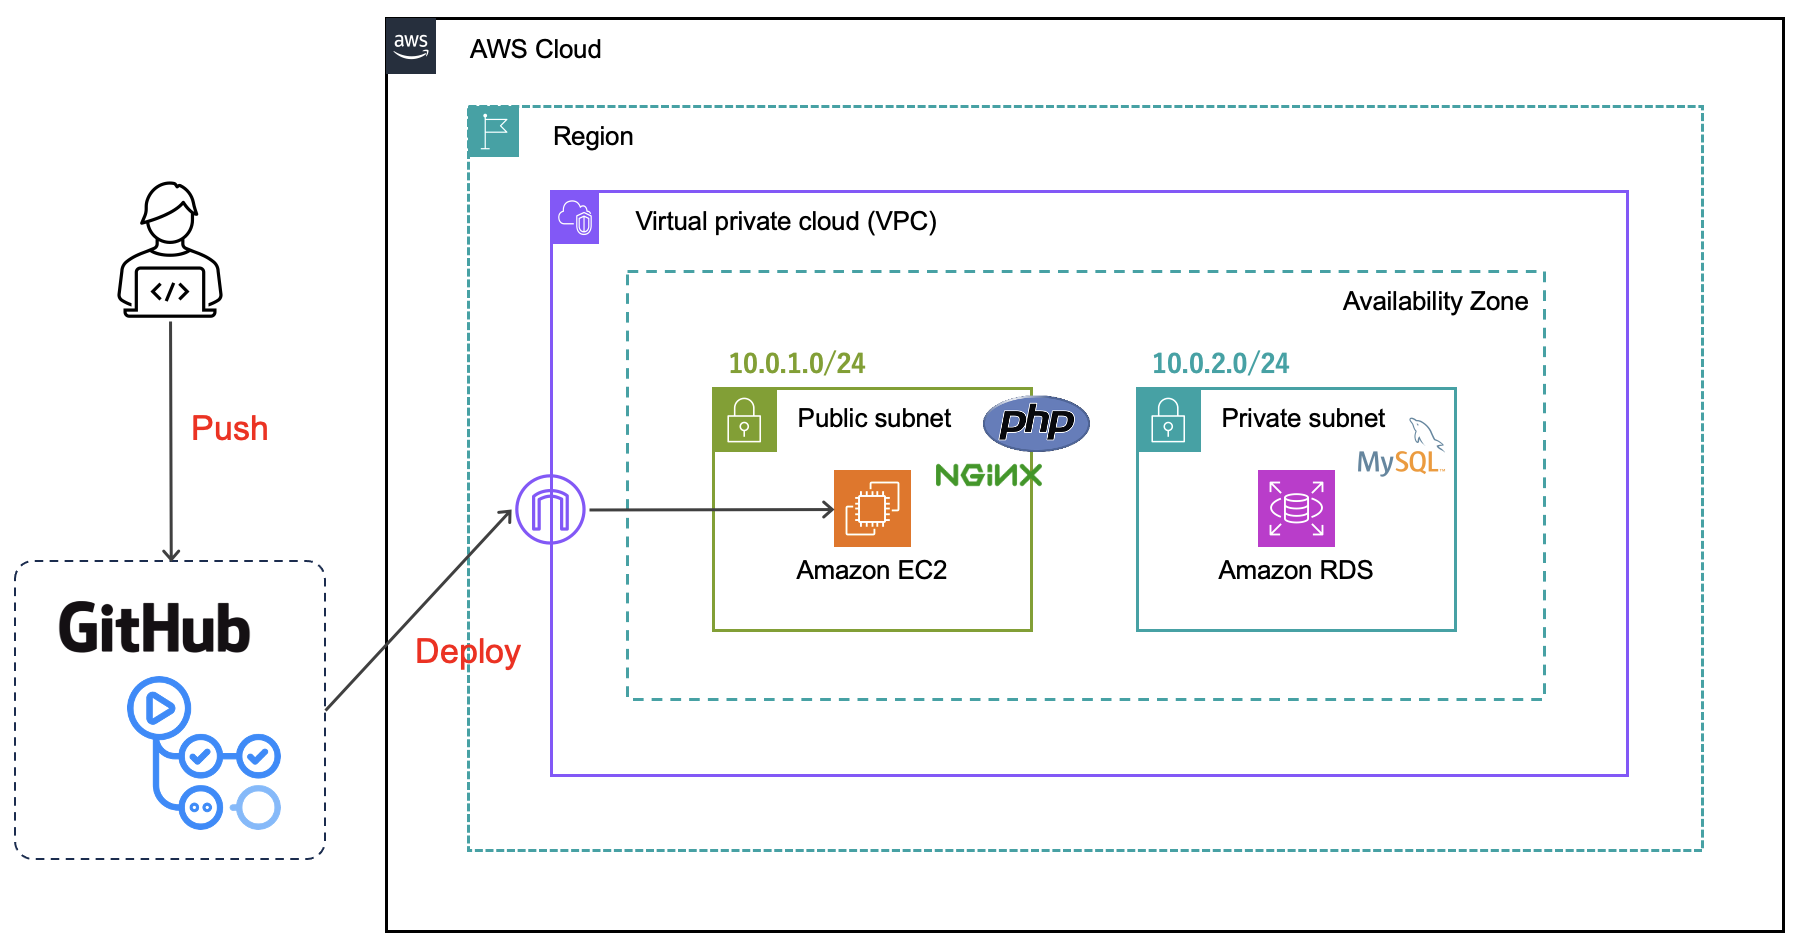 aws
AWS Cloud
Region
Virtual private cloud (VPC)
Availability Zone
10.0.1.0/24
10.0.2.0/24
Public subnet
php
Private subnet
NGiNX
MySQL
</>
Push
Amazon EC2
Amazon RDS
GitHub
Deploy